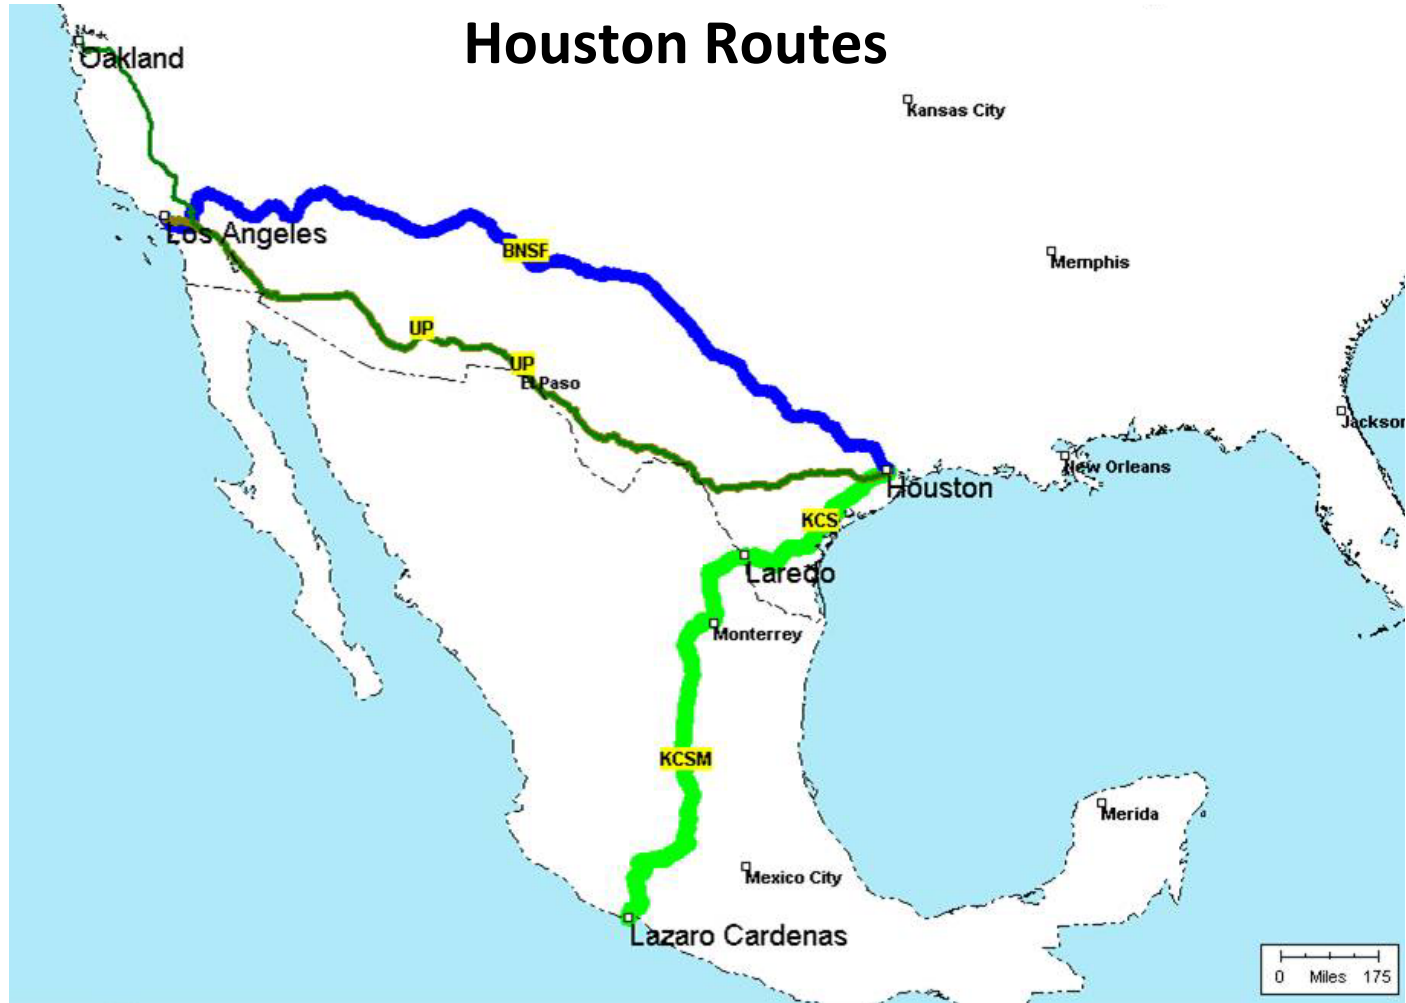 Houston Routes
Oakland
Kansas City
Los Angeles
BNSF
Memphis
UP
UP
El Paso
Jackson
New Orleans
Houston
KCS
Laredo
Monterrey
KCSM
Merida
Mexico City
Lazaro Cardenas
0 Miles 175